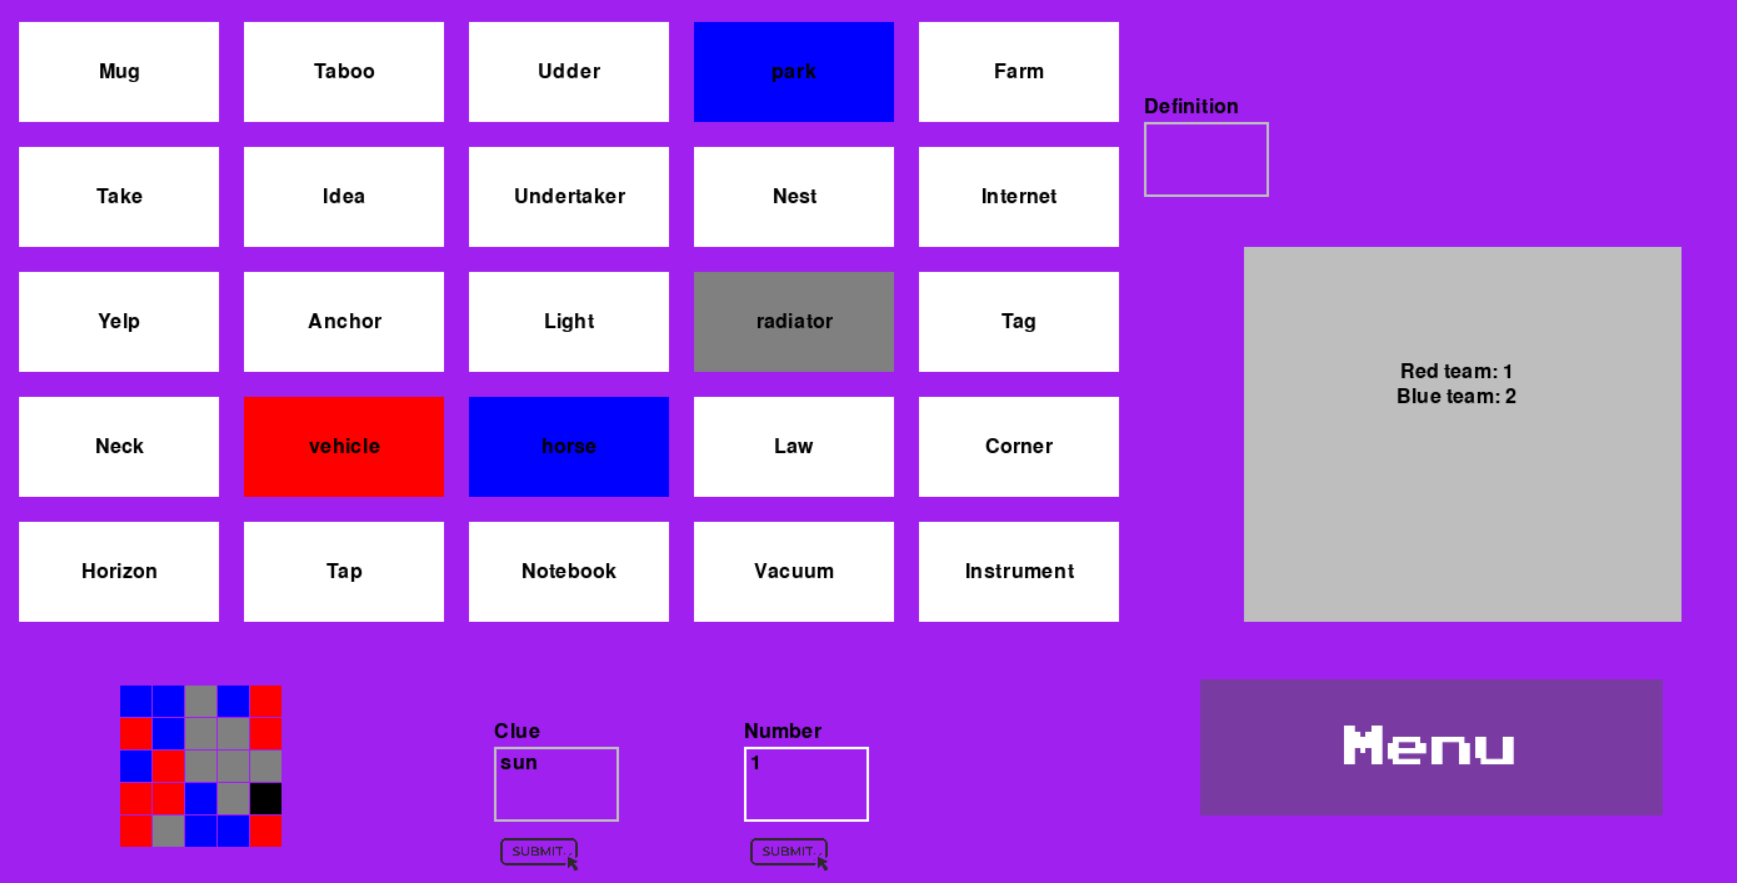 Mug Taboo Udder park Farm
Definition
Take Idea Undertaker Nest Internet
Yelp Anchor Light radiator Tag
Red team: 1
Blue team: 2
Neck vehicle horse Law Corner
Horizon Tap Notebook Vacuum Instrument
Clue Number
sun 1
Menu
SUBMIT.. SUBMIT..